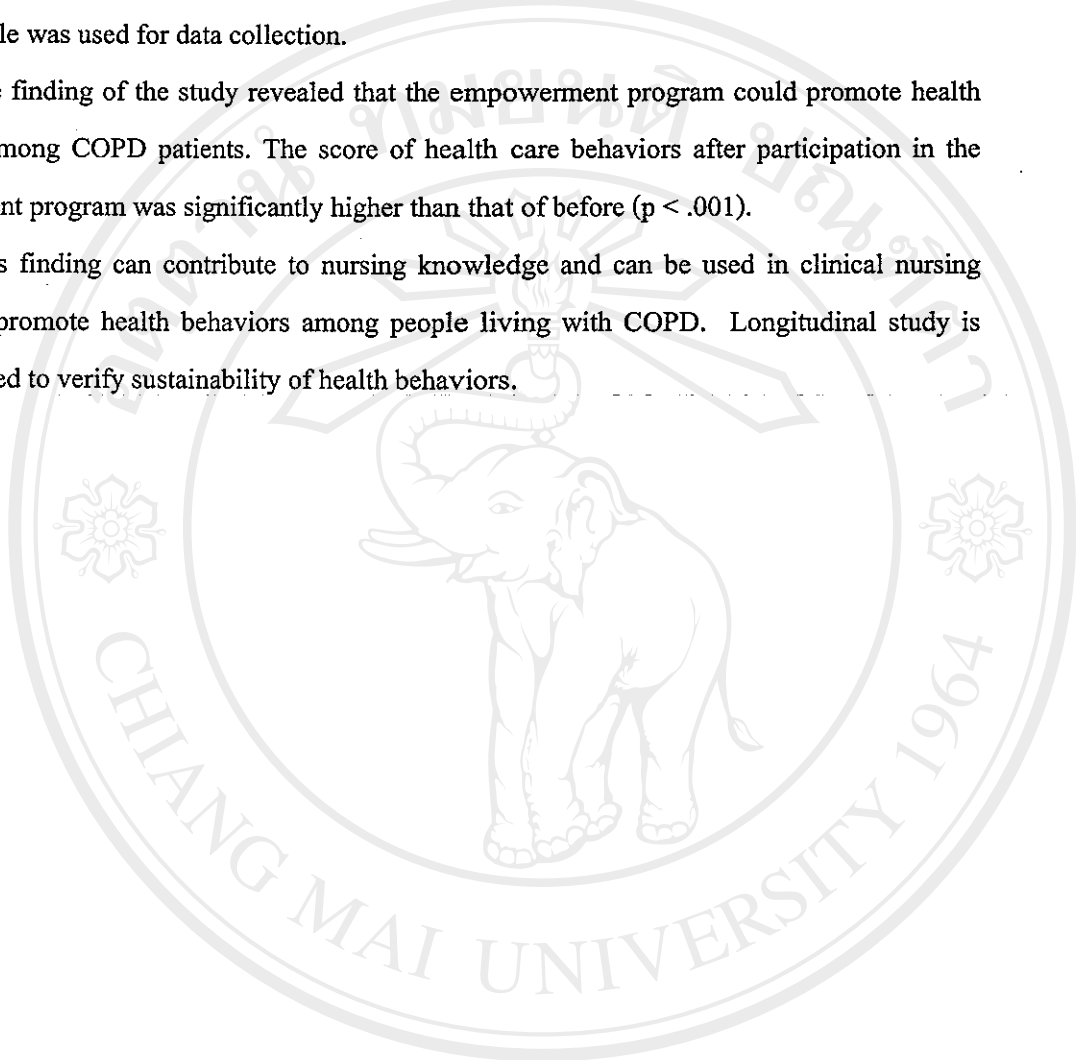 le was used for data collection.
finding of the study revealed that the empowerment program could promote health
mong COPD patients. The score of health care behaviors after participation in the
nt program was significantly higher than that of before (p < .001).
s finding can contribute to nursing knowledge and can be used in clinical nursing
promote health behaviors among people living with COPD. Longitudinal study is
ed to verify sustainability of health behaviors.
CHIANG MAI UNIVERSITY 1964